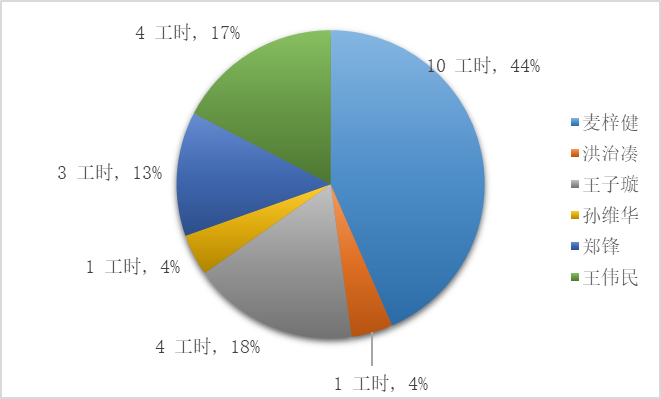 4 工时, 17%
10 工时, 44%
3 工时, 13%
1 工时, 4%
4 工时, 18%
1 工时, 4%
麦梓健
洪治凑
王子璇
孙维华
郑锋
王伟民